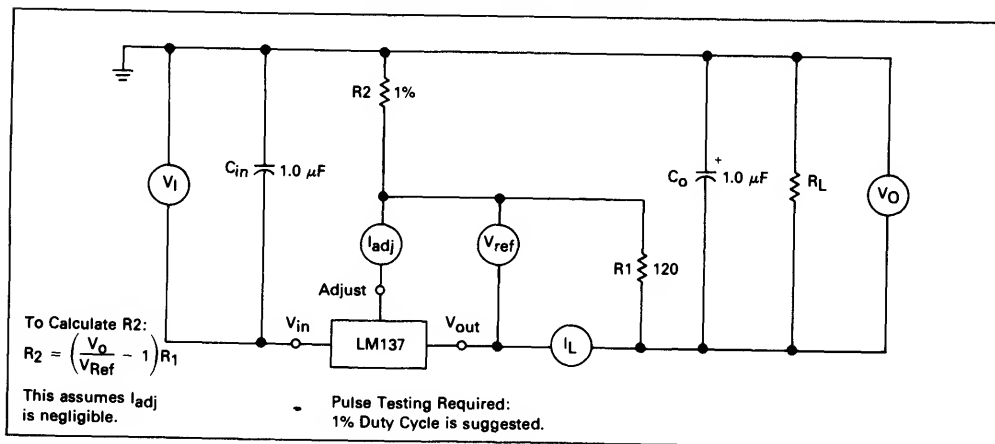 R2 1%
Cin 1.0 μF
Co + 1.0 μF
RL
VI
VO
Iadj
Vref
R1 120
Adjust
Vin
Vout
LM137
IL
To Calculate R2:
R2 = (Vo/VRef - 1) R1
This assumes Iadj
is negligible.
Pulse Testing Required:
1% Duty Cycle is suggested.